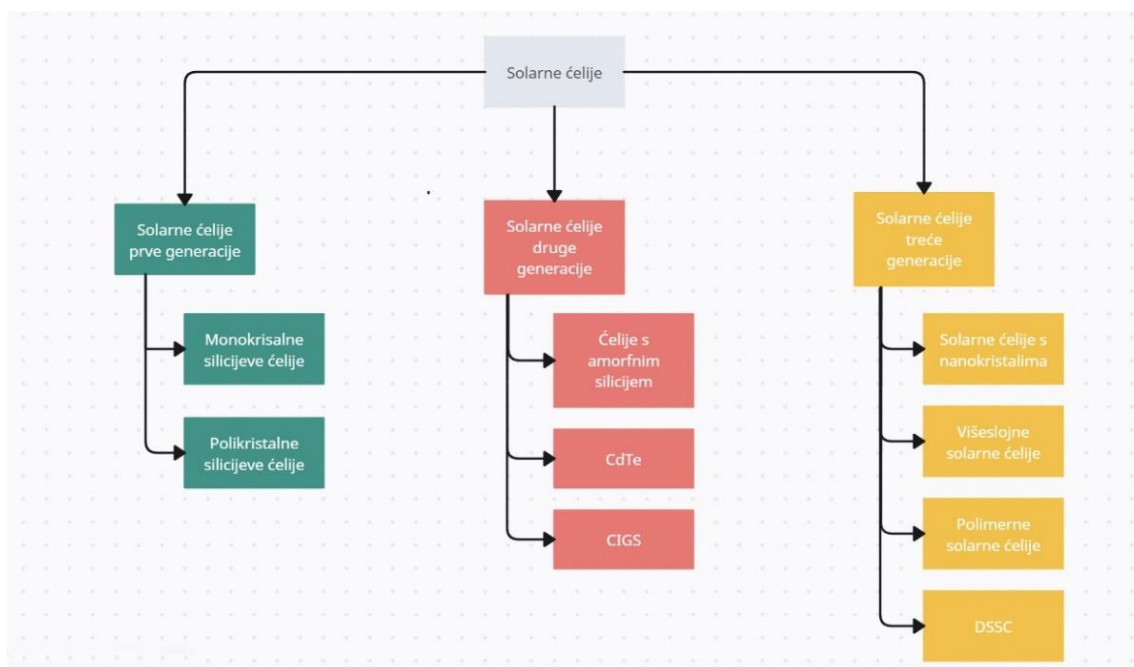 Solarne ćelije
Solarne ćelije
prve generacije
Monokrisalne
silicijeve ćelije
Polikristalne
silicijeve ćelije
Solarne ćelije
druge
generacije
Ćelije s
amorfnim
silicijem
CdTe
CIGS
Solarne ćelije
treće
generacije
Solarne ćelije s
nanokristalima
Višeslojne
solarne ćelije
Polimerne
solarne ćelije
DSSC